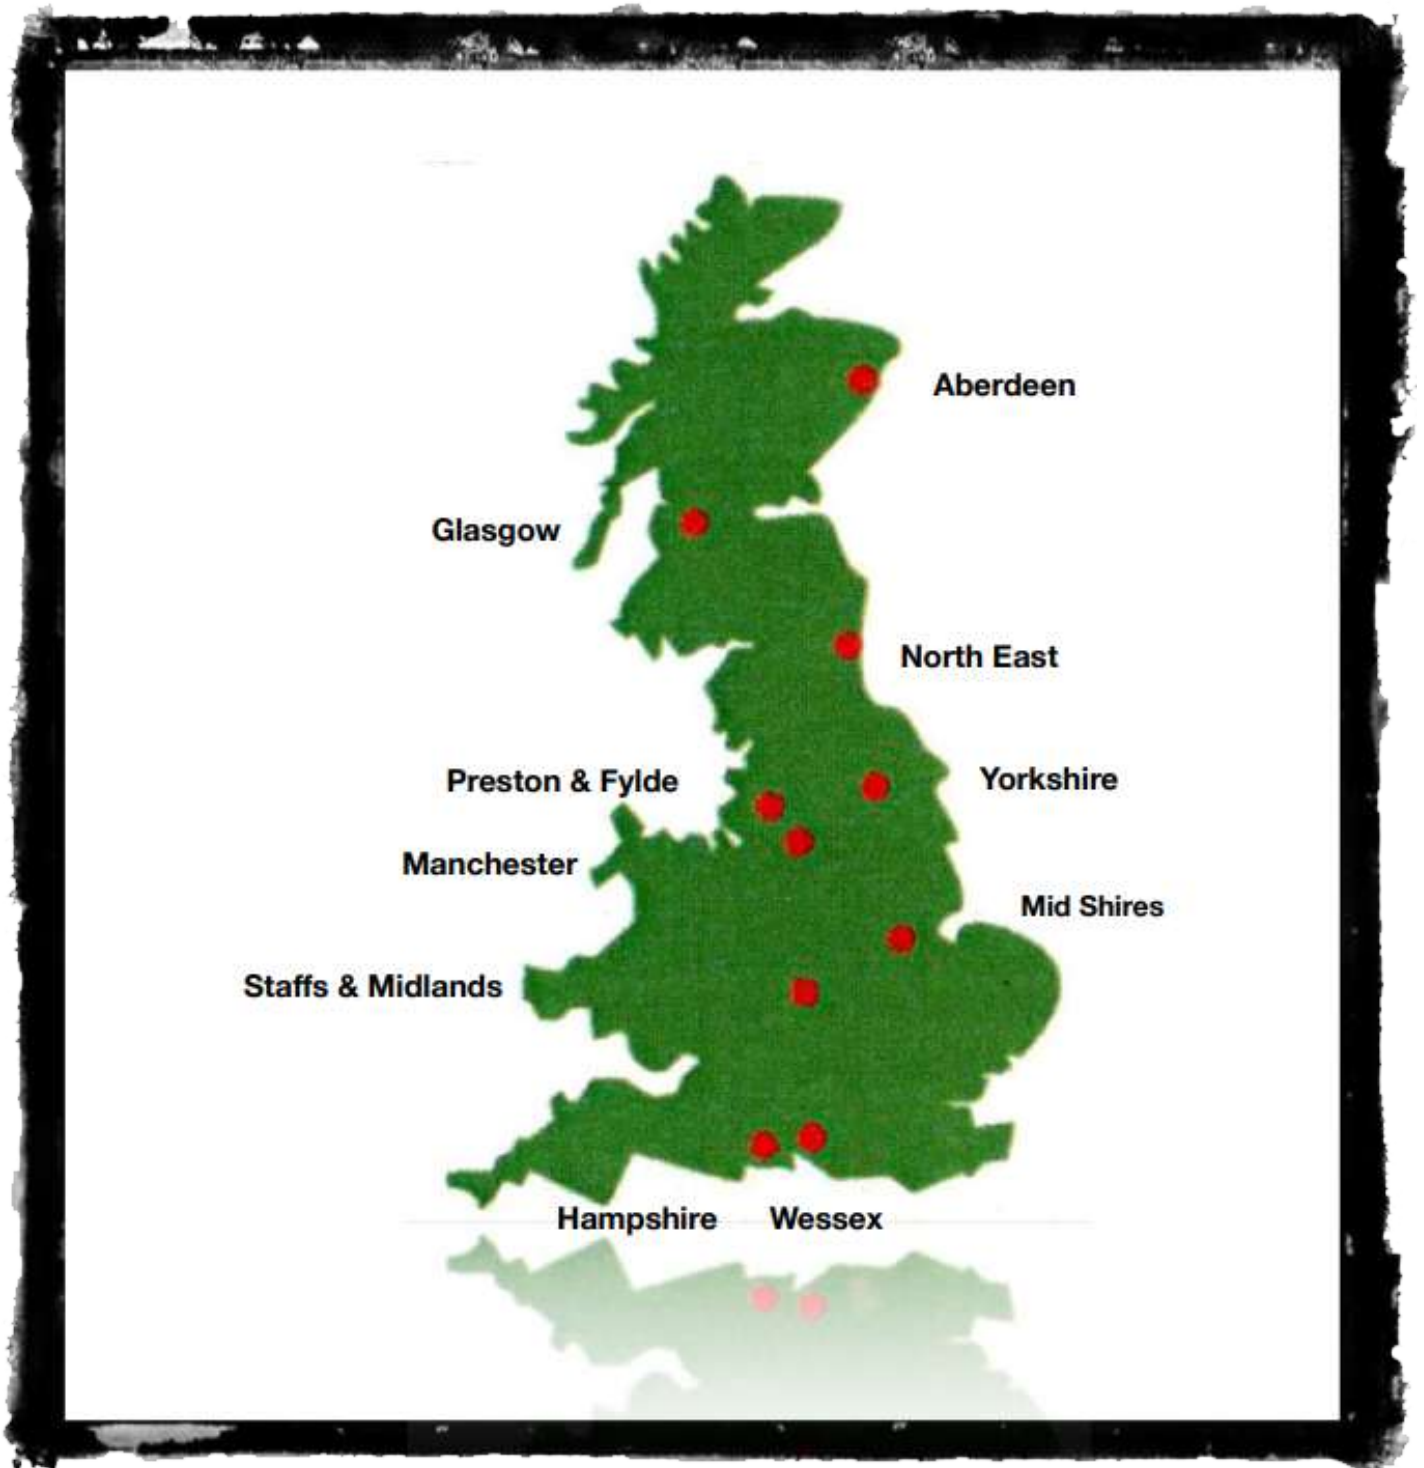 Aberdeen
Glasgow
North East
Preston & Fylde
Yorkshire
Manchester
Mid Shires
Staffs & Midlands
Hampshire
Wessex